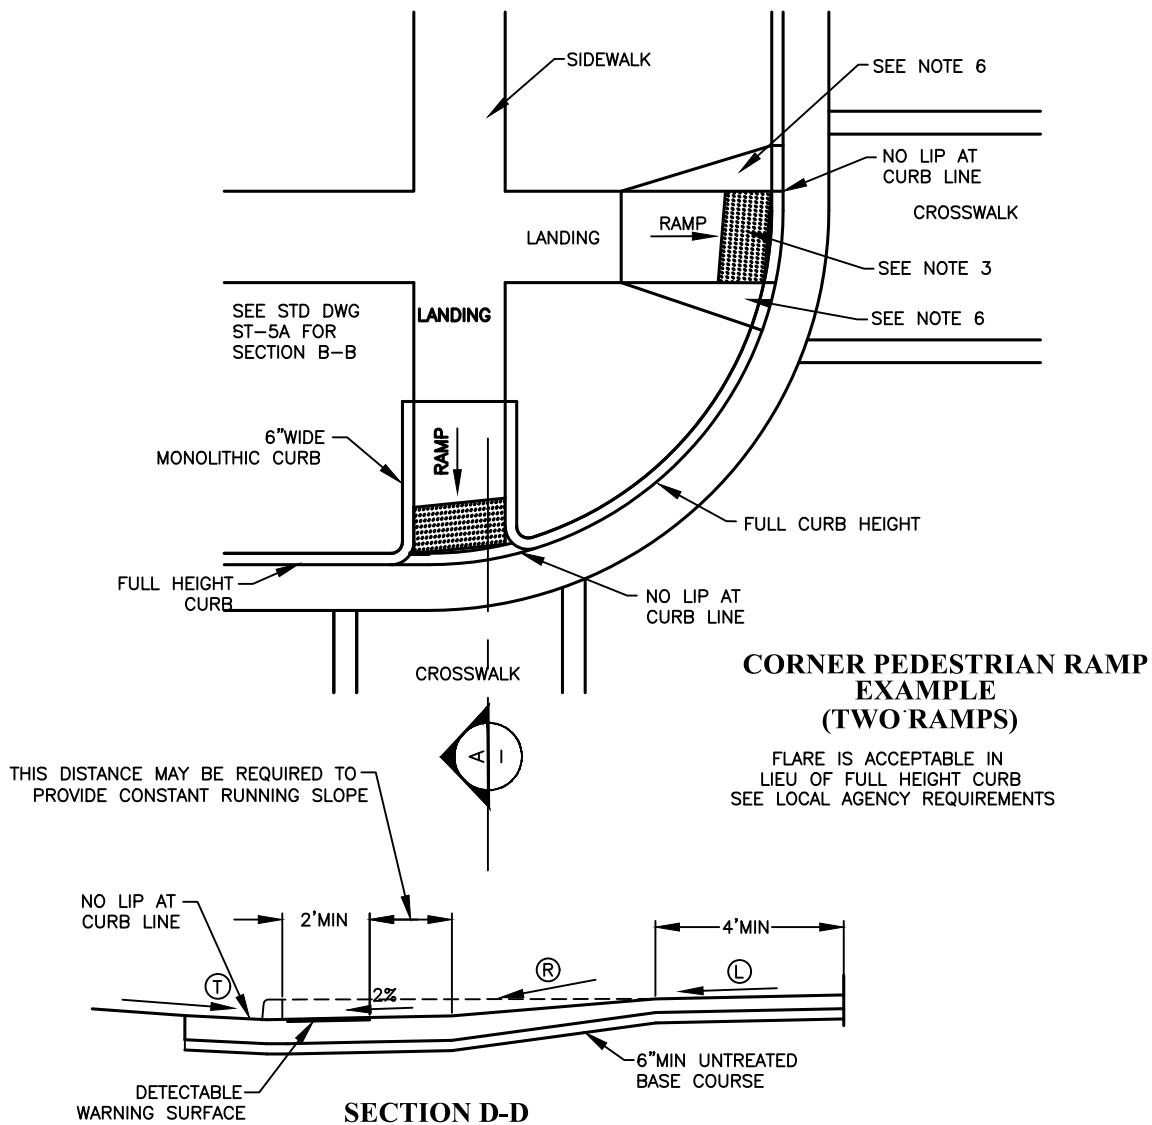 SIDEWALK
SEE NOTE 6
NO LIP AT
CURB LINE
CROSSWALK
RAMP
LANDING
SEE NOTE 3
SEE STD DWG
ST-5A FOR
SECTION B-B
LANDING
SEE NOTE 6
6"WIDE
MONOLITHIC CURB
RAMP
FULL CURB HEIGHT
FULL HEIGHT
CURB
NO LIP AT
CURB LINE
CROSSWALK
CORNER PEDESTRIAN RAMP
EXAMPLE
(TWO RAMPS)
A
FLARE IS ACCEPTABLE IN
LIEU OF FULL HEIGHT CURB
SEE LOCAL AGENCY REQUIREMENTS
THIS DISTANCE MAY BE REQUIRED TO
PROVIDE CONSTANT RUNNING SLOPE
NO LIP AT
CURB LINE
2'MIN
4'MIN
T
R
L
2%
6"MIN UNTREATED
BASE COURSE
DETECTABLE
WARNING SURFACE
SECTION D-D